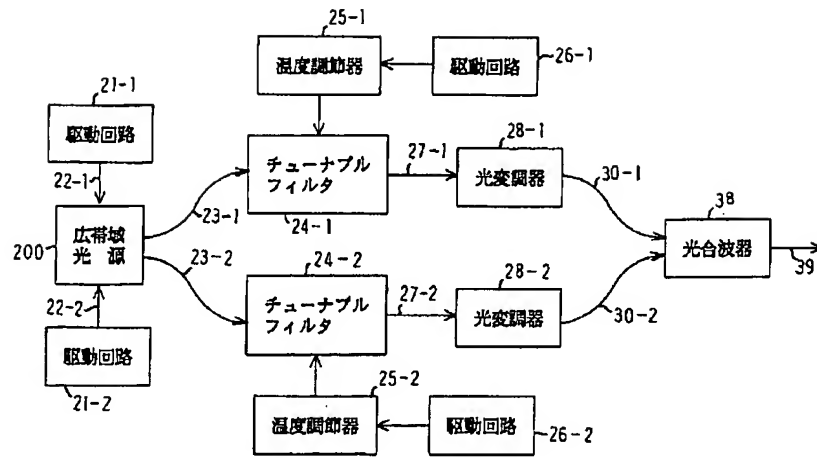 25-1
温度調節器
駆動回路
26-1
21-1
駆動回路
22-1
チューナブル
フィルタ
24-1
27-1
28-1
光変調器
30-1
23-1
200
広帯域
光源
23-2
38
光合波器
39
24-2
チューナブル
フィルタ
27-2
28-2
光変調器
30-2
22-2
駆動回路
21-2
25-2
温度調節器
駆動回路
26-2